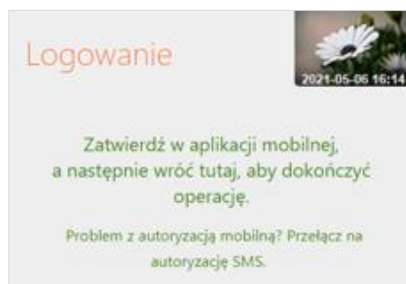 Logowanie
2021-05-06 16:14
Zatwierdź w aplikacji mobilnej,
a następnie wróć tutaj, aby dokończyć
operację.
Problem z autoryzacją mobilną? Przełącz na
autoryzację SMS.